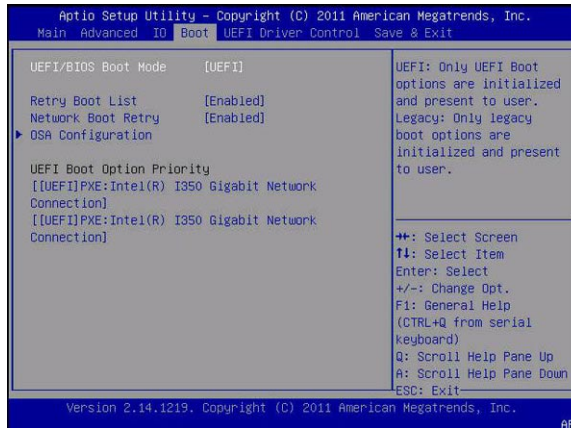 Aptio Setup Utility – Copyright (C) 2011 American Megatrends, Inc.
Main Advanced IO Boot UEFI Driver Control Save & Exit
UEFI/BIOS Boot Mode [UEFI]
Retry Boot List [Enabled]
Network Boot Retry [Enabled]
▶ OSA Configuration
UEFI Boot Option Priority
[[UEFI]PXE:Intel(R) I350 Gigabit Network
Connection]
[[UEFI]PXE:Intel(R) I350 Gigabit Network
Connection]
UEFI: Only UEFI Boot
options are initialized
and present to user.
Legacy: Only legacy
boot options are
initialized and present
to user.
→←: Select Screen
↑↓: Select Item
Enter: Select
+/-: Change Opt.
F1: General Help
(CTRL+Q from serial
keyboard)
Q: Scroll Help Pane Up
A: Scroll Help Pane Down
ESC: Exit
Version 2.14.1219. Copyright (C) 2011 American Megatrends, Inc.